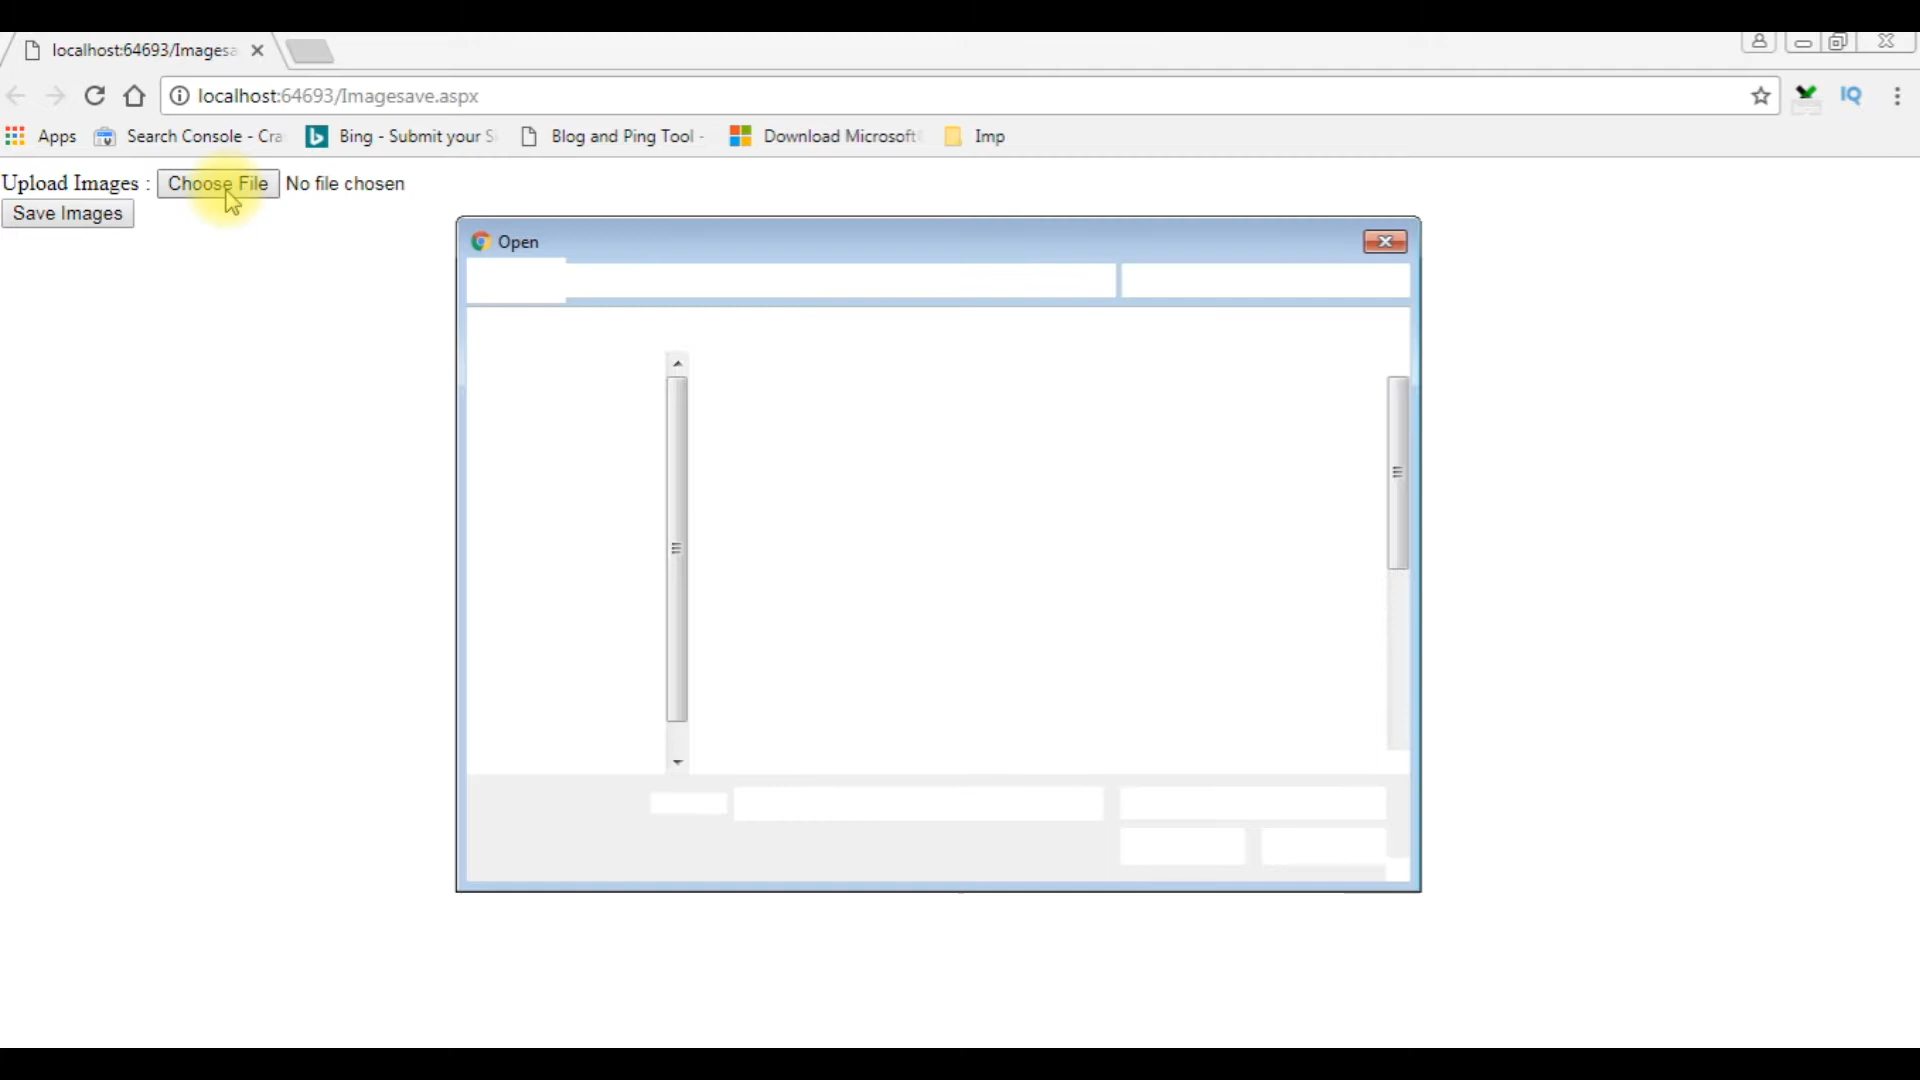 localhost:64693/Imagesa
localhost:64693/Imagesave.aspx
Apps Search Console - Cra Bing - Submit your S Blog and Ping Tool - Download Microsoft Imp
IQ
Upload Images : Choose File No file chosen
Save Images
Open